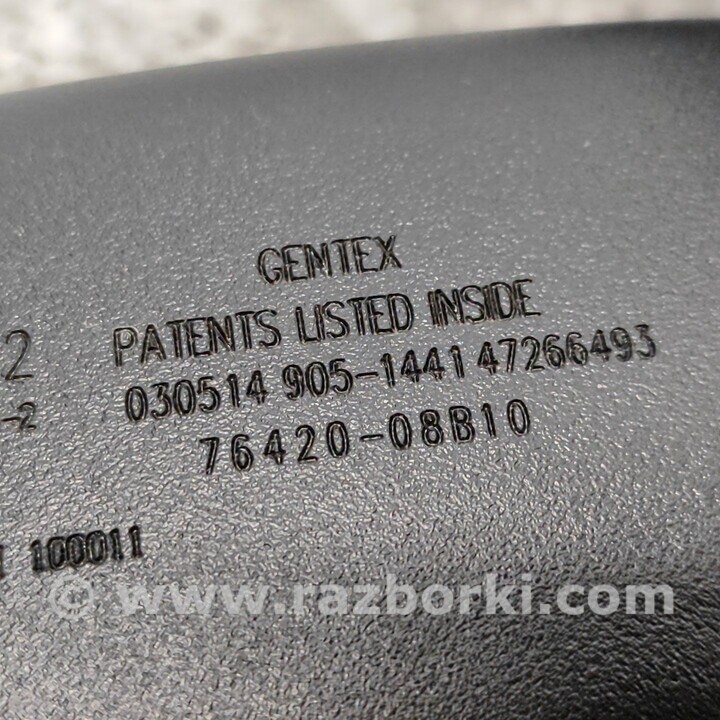 GENTEX
PATENTS LISTED INSIDE
2
030514 905-1441 47266493
-2
76420-08B10
100011
© www.razborki.com